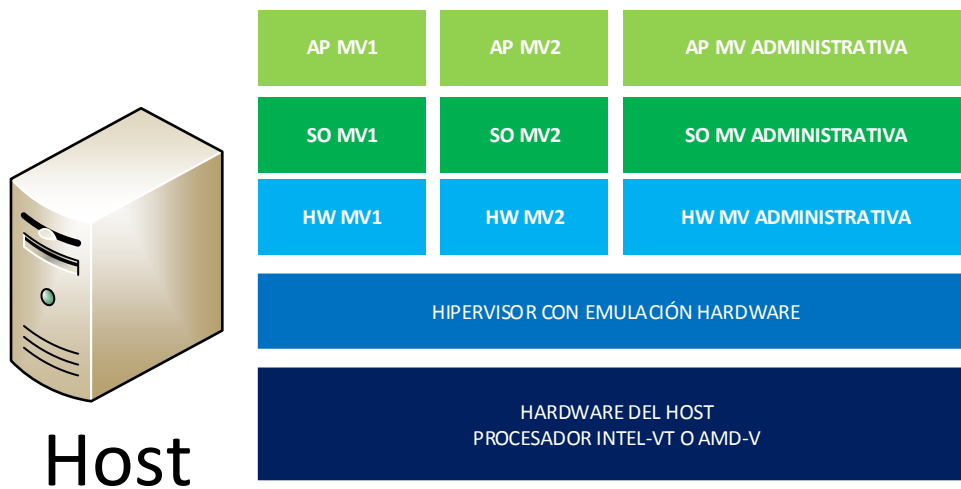 AP MV1
AP MV2
AP MV ADMINISTRATIVA
SO MV1
SO MV2
SO MV ADMINISTRATIVA
HW MV1
HW MV2
HW MV ADMINISTRATIVA
HIPERVISOR CON EMULACIÓN HARDWARE
HARDWARE DEL HOST
PROCESADOR INTEL-VT O AMD-V
Host